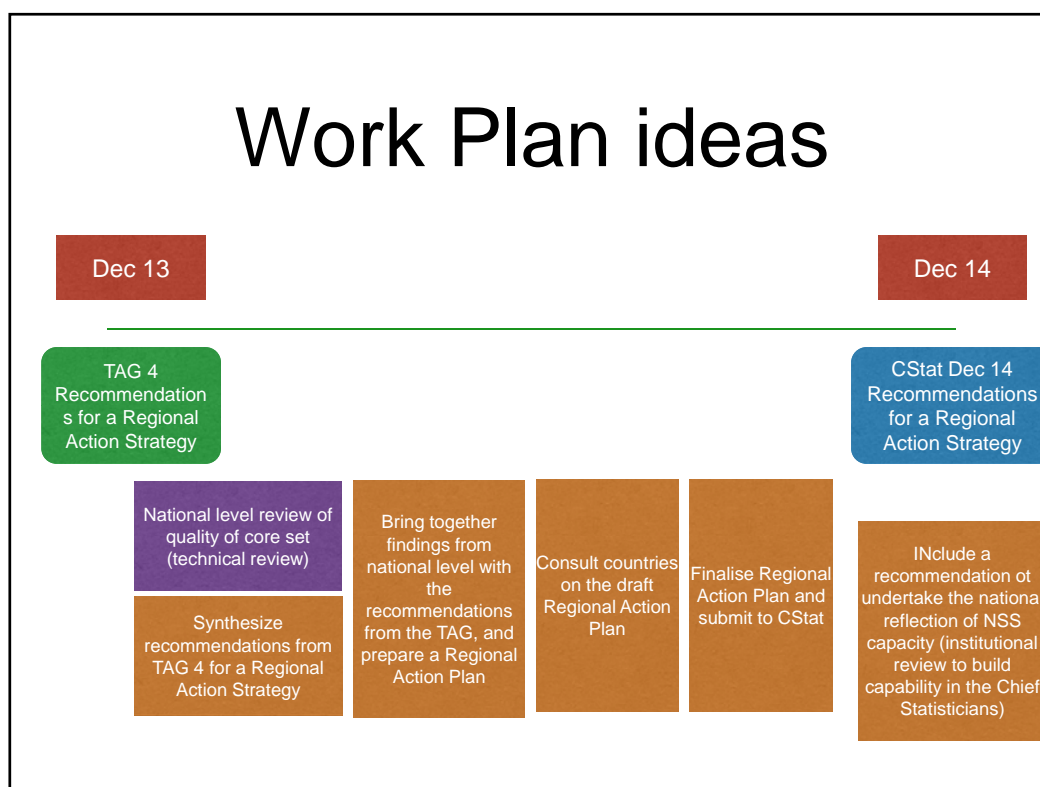 Work Plan ideas
Dec 13
Dec 14
TAG 4
Recommendation
s for a Regional
Action Strategy
CStat Dec 14
Recommendations
for a Regional
Action Strategy
National level review of
quality of core set
(technical review)
Synthesize
recommendations from
TAG 4 for a Regional
Action Strategy
Bring together
findings from
national level with
the
recommendations
from the TAG, and
prepare a Regional
Action Plan
Consult countries
on the draft
Regional Action
Plan
Finalise Regional
Action Plan and
submit to CStat
INclude a
recommendation ot
undertake the national
reflection of NSS
capacity (institutional
review to build
capability in the Chief
Statisticians)